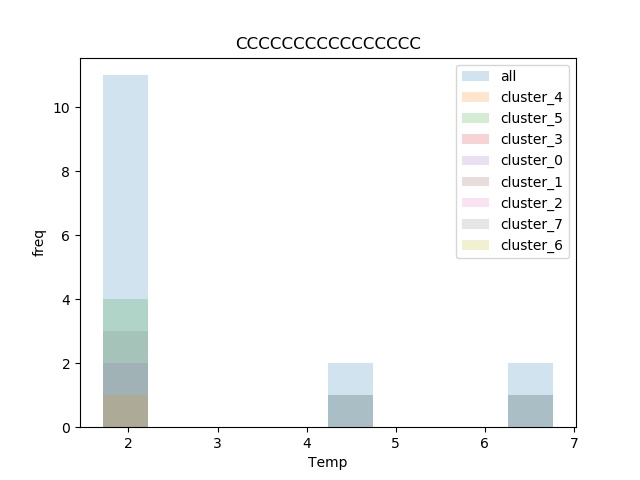 CCCCCCCCCCCCCCCC
freq
10
8
6
4
2
0
2
3
4
5
6
7
Temp
all
cluster_4
cluster_5
cluster_3
cluster_0
cluster_1
cluster_2
cluster_7
cluster_6